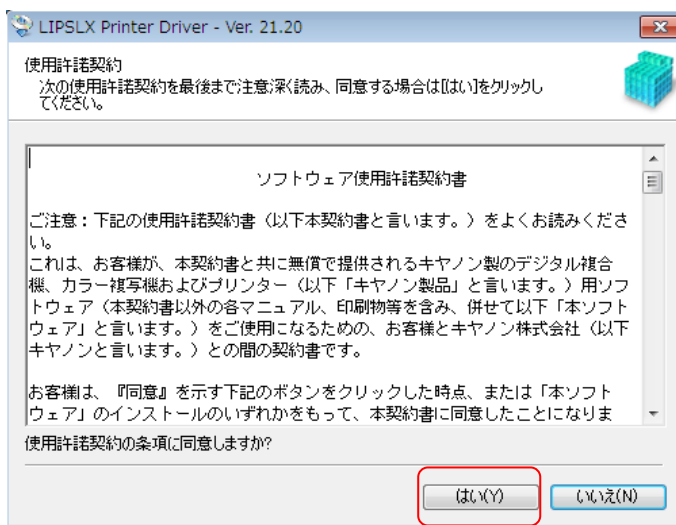 LIPSLX Printer Driver - Ver. 21.20
使用許諾契約
次の使用許諾契約を最後まで注意深く読み、同意する場合は[はい]をクリックし
てください。
ソフトウェア使用許諾契約書
ご注意：下記の使用許諾契約書（以下本契約書と言います。）をよくお読みくださ
い。
これは、お客様が、本契約書と共に無償で提供されるキヤノン製のデジタル複合
機、カラー複写機およびプリンター（以下「キヤノン製品」と言います。）用ソフ
トウェア（本契約書以外の各マニュアル、印刷物等を含み、併せて以下「本ソフト
ウェア」と言います。）をご使用になるための、お客様とキヤノン株式会社（以下
キヤノンと言います。）との間の契約書です。
お客様は、『同意』を示す下記のボタンをクリックした時点、または「本ソフト
ウェア」のインストールのいずれかをもって、本契約書に同意したことになりま
使用許諾契約の条項に同意しますか?
はい(Y)
いいえ(N)